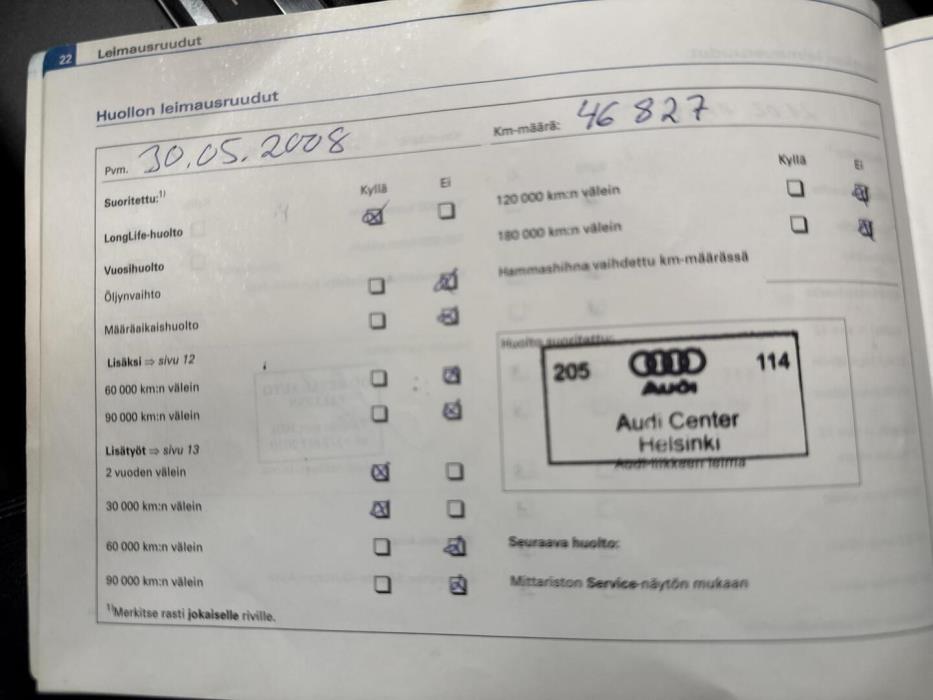 22 Leimausruudut
Huollon leimausruudut
Pvm. 30.05.2008
Km-määrä: 46 827
Suoritettu:1) Kyllä Ei
LongLife-huolto
Vuosihuolto
Öljynvaihto
Määräaikaishuolto
Lisäksi ⇒ sivu 12
60 000 km:n välein
90 000 km:n välein
Lisätyöt ⇒ sivu 13
2 vuoden välein
30 000 km:n välein
60 000 km:n välein
90 000 km:n välein
1)Merkitse rasti jokaiselle riville.
Kyllä Ei
120 000 km:n välein
180 000 km:n välein
Hammashihna vaihdettu km-määrässä
Huolto suoritettu:
205 114
Audi
Audi Center
Helsinki
Audi-liikkeen leima
Seuraava huolto:
Mittariston Service-näytön mukaan